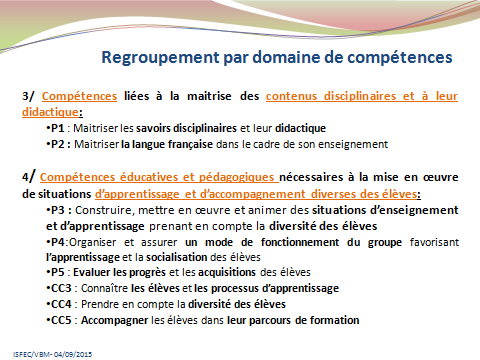 Regroupement par domaine de compétences
3/ Compétences liées à la maitrise des contenus disciplinaires et à leur
didactique:
•P1 : Maitriser les savoirs disciplinaires et leur didactique
•P2 : Maitriser la langue française dans le cadre de son enseignement
4/ Compétences éducatives et pédagogiques nécessaires à la mise en œuvre
de situations d’apprentissage et d’accompagnement diverses des élèves:
•P3 : Construire, mettre en œuvre et animer des situations d’enseignement
et d’apprentissage prenant en compte la diversité des élèves
•P4:Organiser et assurer un mode de fonctionnement du groupe favorisant
l’apprentissage et la socialisation des élèves
•P5 : Evaluer les progrès et les acquisitions des élèves
•CC3 : Connaître les élèves et les processus d’apprentissage
•CC4 : Prendre en compte la diversité des élèves
•CC5 : Accompagner les élèves dans leur parcours de formation
ISFEC/VBM- 04/09/2015